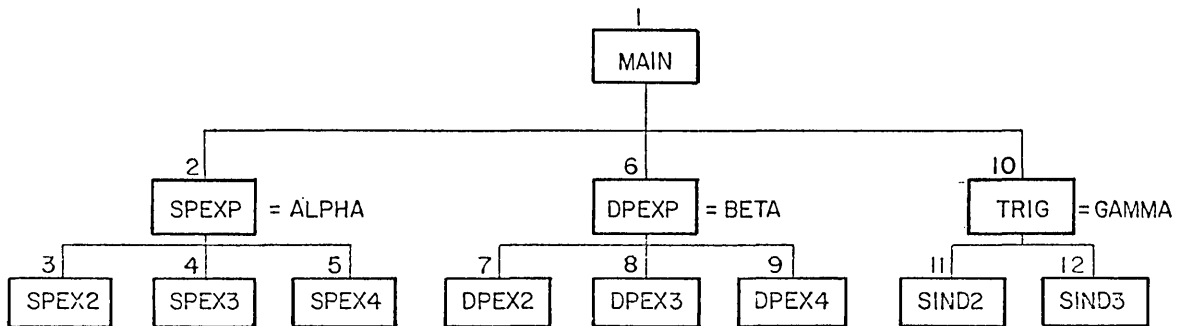 1
MAIN
2
6
10
SPEXP = ALPHA
DPEXP = BETA
TRIG = GAMMA
3
4
5
7
8
9
11
12
SPEX2
SPEX3
SPEX4
DPEX2
DPEX3
DPEX4
SIND2
SIND3